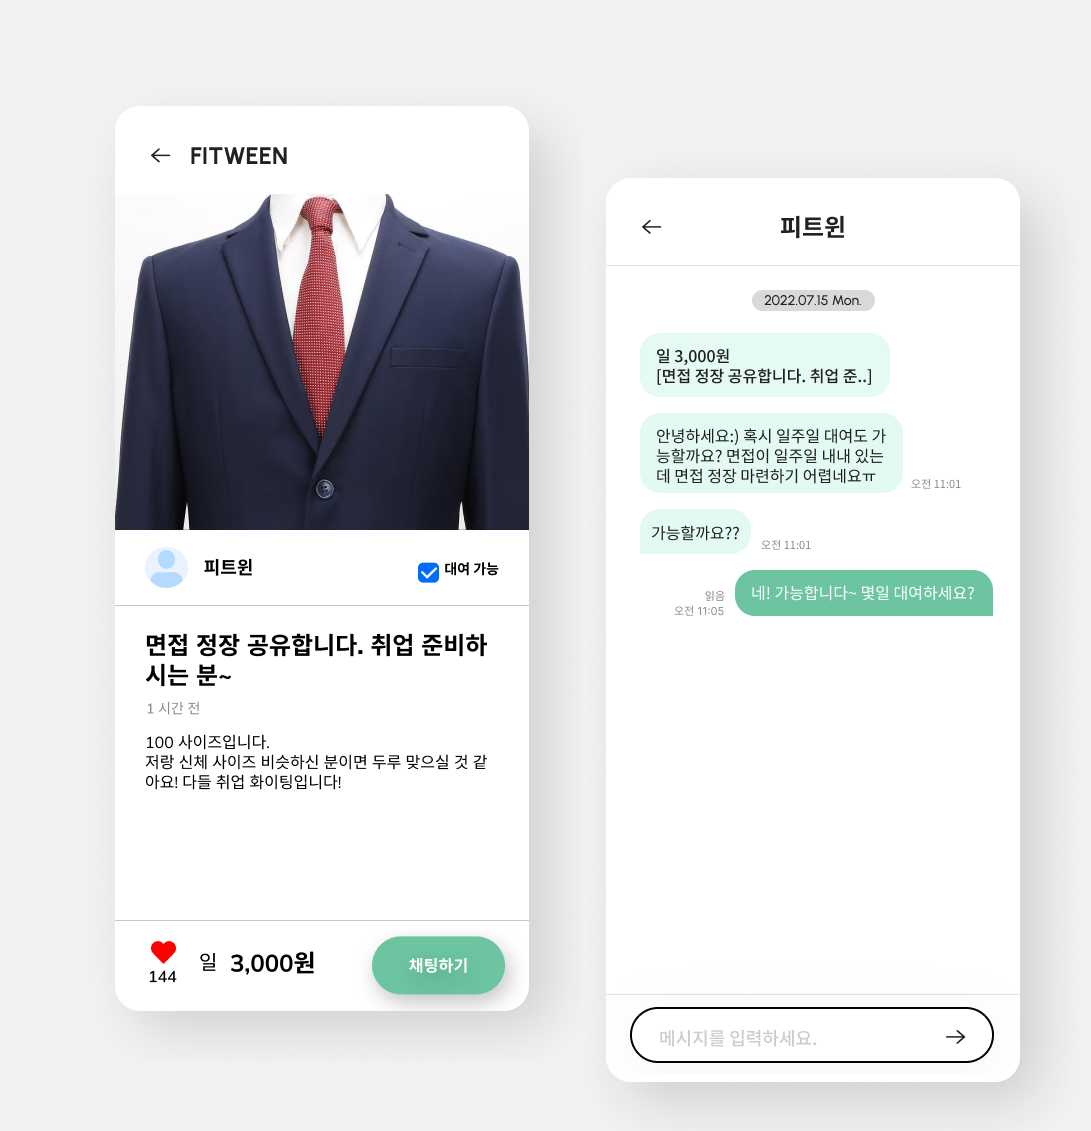 FITWEEN
피트윈
대여 가능
면접 정장 공유합니다. 취업 준비하
시는 분~
1 시간 전
100 사이즈입니다.
저랑 신체 사이즈 비슷하신 분이면 두루 맞으실 것 같
아요! 다들 취업 화이팅입니다!
144
일 3,000원
채팅하기
피트윈
2022.07.15 Mon.
일 3,000원
[면접 정장 공유합니다. 취업 준..]
안녕하세요:) 혹시 일주일 대여도 가
능할까요? 면접이 일주일 내내 있는
데 면접 정장 마련하기 어렵네요ㅠ
오전 11:01
가능할까요??
오전 11:01
네! 가능합니다~ 몇일 대여하세요?
읽음
오전 11:05
메시지를 입력하세요.